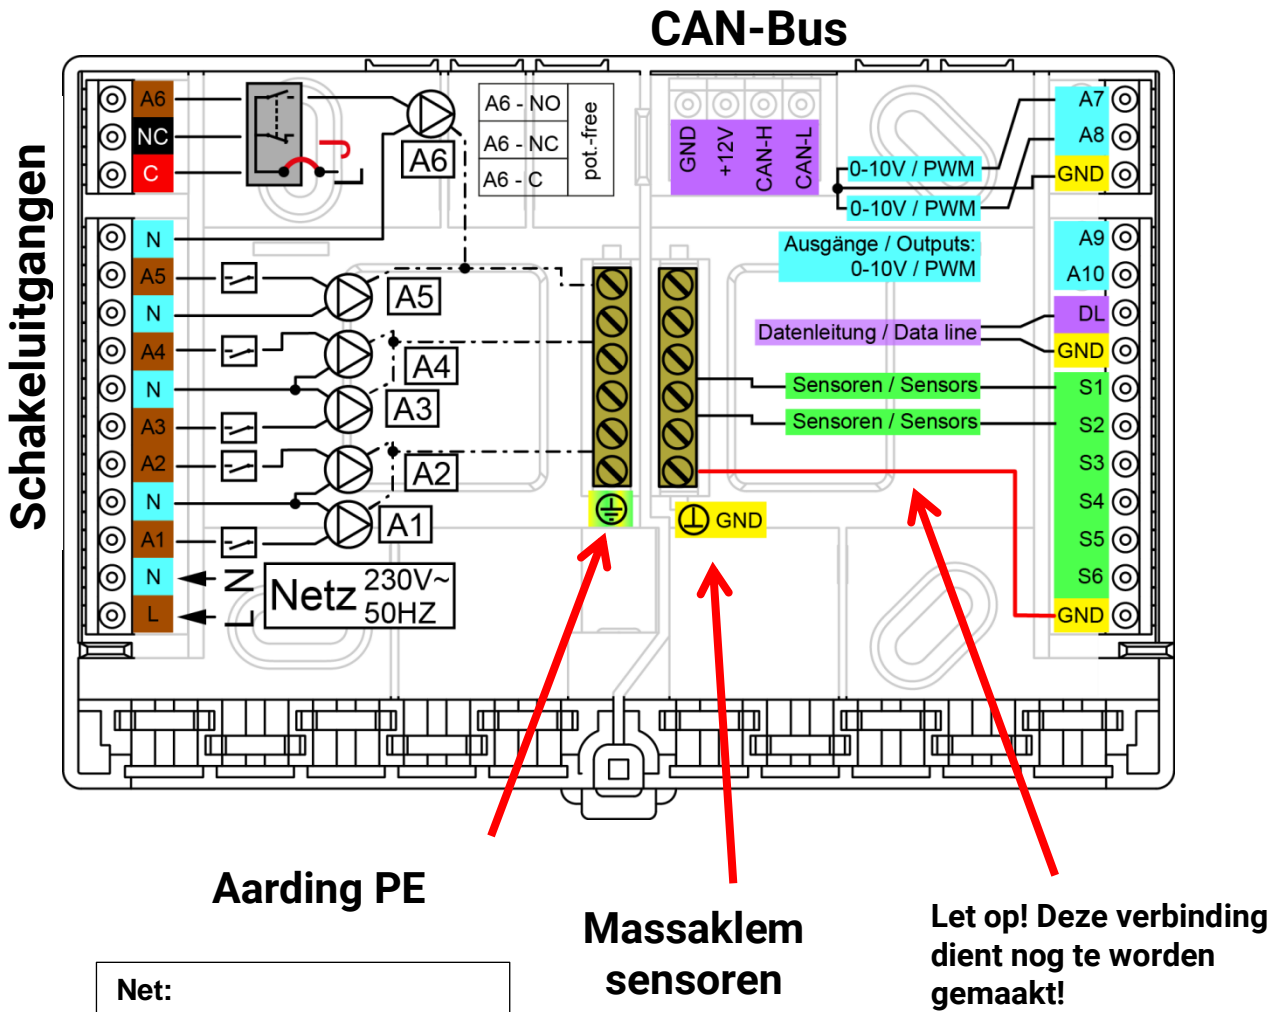 CAN-Bus
Schakeluitgangen
A6
NC
C
N
A5
N
A4
N
A3
A2
N
A1
N
L
A6
A6 - NO
A6 - NC
A6 - C
pot.-free
A5
A4
A3
A2
A1
N
L
Netz 230V~
50HZ
GND
+12V
CAN-H
CAN-L
0-10V / PWM
0-10V / PWM
Ausgänge / Outputs:
0-10V / PWM
Datenleitung / Data line
Sensoren / Sensors
Sensoren / Sensors
GND
A7
A8
GND
A9
A10
DL
GND
S1
S2
S3
S4
S5
S6
GND
Aarding PE
Massaklem
sensoren
Let op! Deze verbinding
dient nog te worden
gemaakt!
Net: